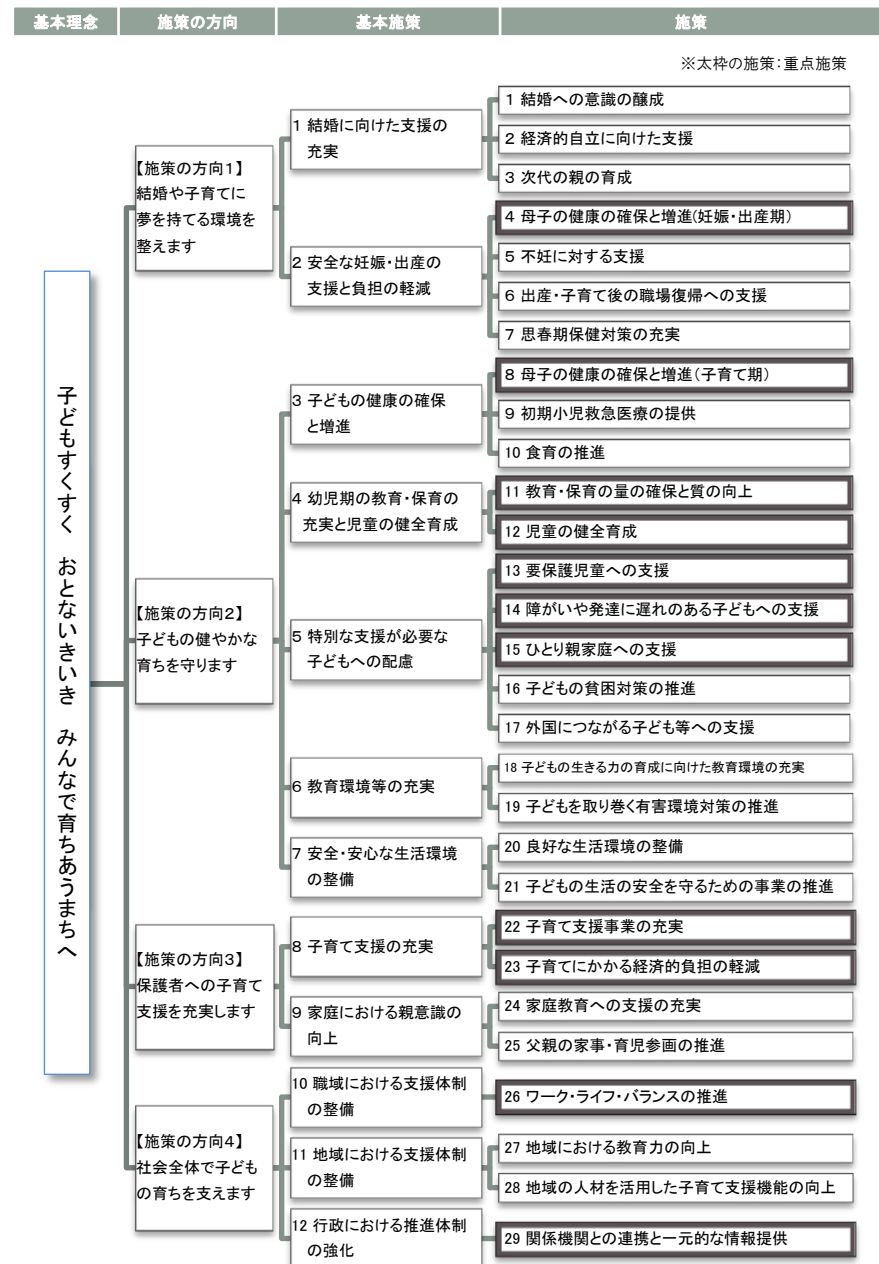 基本理念
施策の方向
基本施策
施策
※太枠の施策：重点施策
子どもすくすく　おとないきいき　みんなで育ちあうまちへ
【施策の方向1】
結婚や子育てに
夢を持てる環境を
整えます
1 結婚に向けた支援の
充実
1 結婚への意識の醸成
2 経済的自立に向けた支援
3 次代の親の育成
2 安全な妊娠・出産の
支援と負担の軽減
4 母子の健康の確保と増進(妊娠・出産期)
5 不妊に対する支援
6 出産・子育て後の職場復帰への支援
7 思春期保健対策の充実
【施策の方向2】
子どもの健やかな
育ちを守ります
3 子どもの健康の確保
と増進
8 母子の健康の確保と増進(子育て期)
9 初期小児救急医療の提供
10 食育の推進
4 幼児期の教育・保育の
充実と児童の健全育成
11 教育・保育の量の確保と質の向上
12 児童の健全育成
5 特別な支援が必要な
子どもへの配慮
13 要保護児童への支援
14 障がいや発達に遅れのある子どもへの支援
15 ひとり親家庭への支援
16 子どもの貧困対策の推進
17 外国につながる子ども等への支援
6 教育環境等の充実
18 子どもの生きる力の育成に向けた教育環境の充実
19 子どもを取り巻く有害環境対策の推進
7 安全・安心な生活環境
の整備
20 良好な生活環境の整備
21 子どもの生活の安全を守るための事業の推進
【施策の方向3】
保護者への子育て
支援を充実します
8 子育て支援の充実
22 子育て支援事業の充実
23 子育てにかかる経済的負担の軽減
9 家庭における親意識の
向上
24 家庭教育への支援の充実
25 父親の家事・育児参画の推進
【施策の方向4】
社会全体で子ども
の育ちを支えます
10 職域における支援体制
の整備
26 ワーク・ライフ・バランスの推進
11 地域における支援体制
の整備
27 地域における教育力の向上
28 地域の人材を活用した子育て支援機能の向上
12 行政における推進体制
の強化
29 関係機関との連携と一元的な情報提供